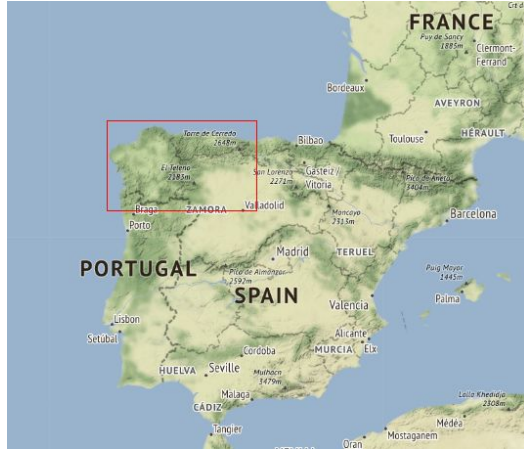 FRANCE
Puy de Sancy
1885m
Clermont-
Ferrand
Bordeaux
AVEYRON
Torre de Cerredo
2648m
Bilbao
Toulouse
HÉRAULT
El Teleno
2183m
San Lorenzo
2271m
Gasteiz /
Vitoria
Pico de Aneto
3404m
Braga
ZAMORA
Valladolid
Moncayo
2313m
Barcelona
Porto
Madrid
TERUEL
PORTUGAL
Pico de Almanzor
2592m
Puig Mayor
1445m
SPAIN
Valencia
Palma
Lisbon
Setúbal
Alicante
Cordoba
MURCIA
Elx
HUELVA
Seville
Mulhacn
3479m
Malaga
CÁDIZ
Lalla Khedidja
2308m
Tangier
Médéa
Mostaganem
Oran